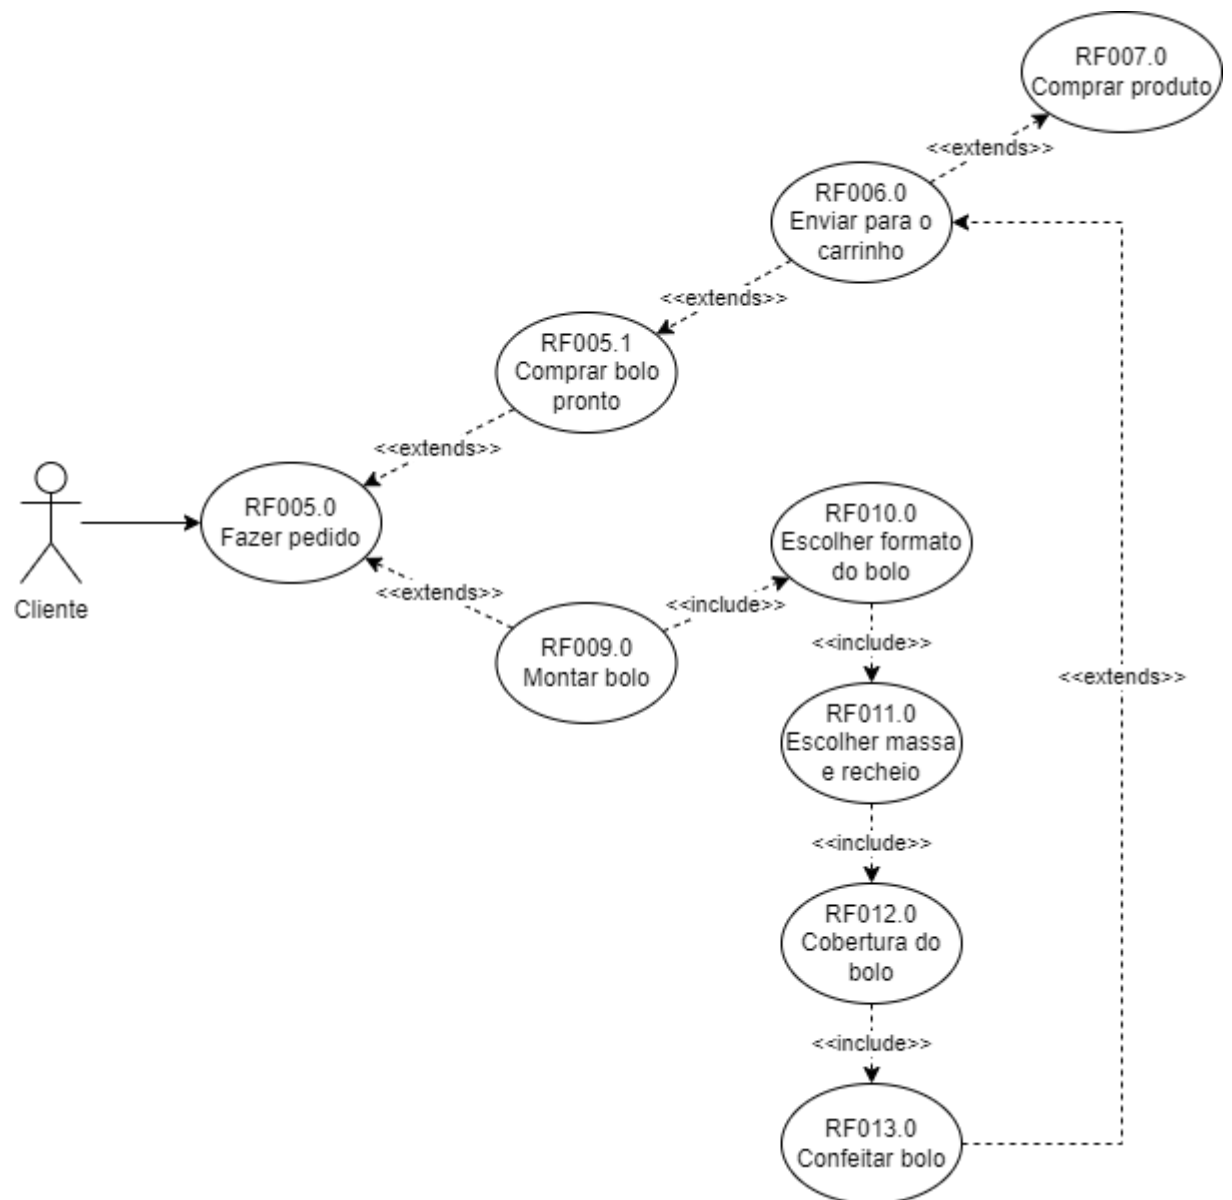 RF007.0
Comprar produto
<<extends>>
RF006.0
Enviar para o
carrinho
<<extends>>
RF005.1
Comprar bolo
pronto
<<extends>>
RF005.0
Fazer pedido
Cliente
<<extends>>
RF009.0
Montar bolo
<<include>>
RF010.0
Escolher formato
do bolo
<<include>>
RF011.0
Escolher massa
e recheio
<<extends>>
<<include>>
RF012.0
Cobertura do
bolo
<<include>>
RF013.0
Confeitar bolo